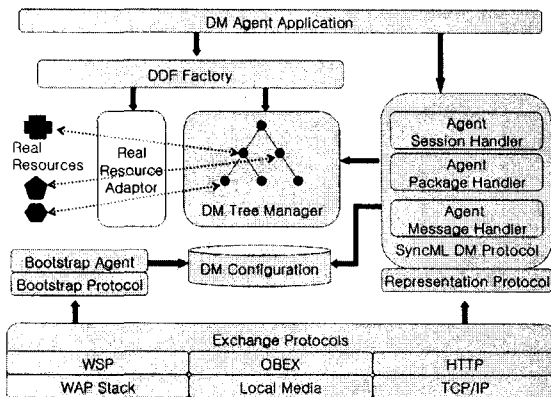 DM Agent Application
DDF Factory
Real
Resources
Real
Resource
Adaptor
DM Tree Manager
Agent
Session Handler
Agent
Package Handler
Agent
Message Handler
SyncML DM Protocol
Representation Protocol
Bootstrap Agent
Bootstrap Protocol
DM Configuration
Exchange Protocols
WSP
OBEX
HTTP
WAP Stack
Local Media
TCP/IP